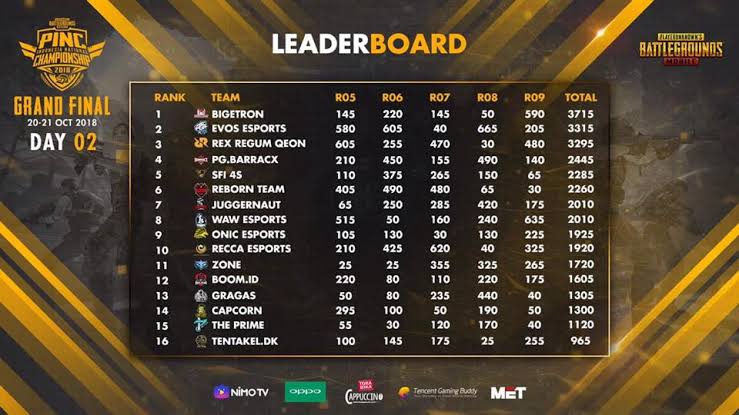 PLAYERUNKNOWN'S
BATTLEGROUNDS
PINC
INDONESIA NATIONAL
CHAMPIONSHIP
2018
GRAND FINAL
20-21 OCT 2018
DAY 02
LEADERBOARD
PLAYERUNKNOWN'S
BATTLEGROUNDS
MOBILE
RANK TEAM R05 R06 R07 R08 R09 TOTAL
1 BIGETRON 145 220 145 50 590 3715
2 EVOS ESPORTS 580 605 40 665 205 3315
3 REX REGUM QEON 605 255 470 30 480 3295
4 PG.BARRACX 210 450 155 490 140 2445
5 SFI 4S 110 375 265 150 65 2285
6 REBORN TEAM 405 490 480 65 30 2260
7 JUGGERNAUT 65 250 285 420 175 2010
8 WAW ESPORTS 515 50 160 240 635 2010
9 ONIC ESPORTS 105 130 30 130 225 1925
10 RECCA ESPORTS 210 425 620 40 325 1920
11 ZONE 25 25 355 325 265 1720
12 BOOM.ID 220 80 110 220 175 1605
13 GRAGAS 50 80 235 440 40 1305
14 CAPCORN 295 100 50 190 50 1300
15 THE PRIME 55 30 120 170 40 1120
16 TENTAKEL.DK 100 145 175 25 255 965
NIMO TV
OPPO
CAPPUCCINO
Tencent Gaming Buddy
MET